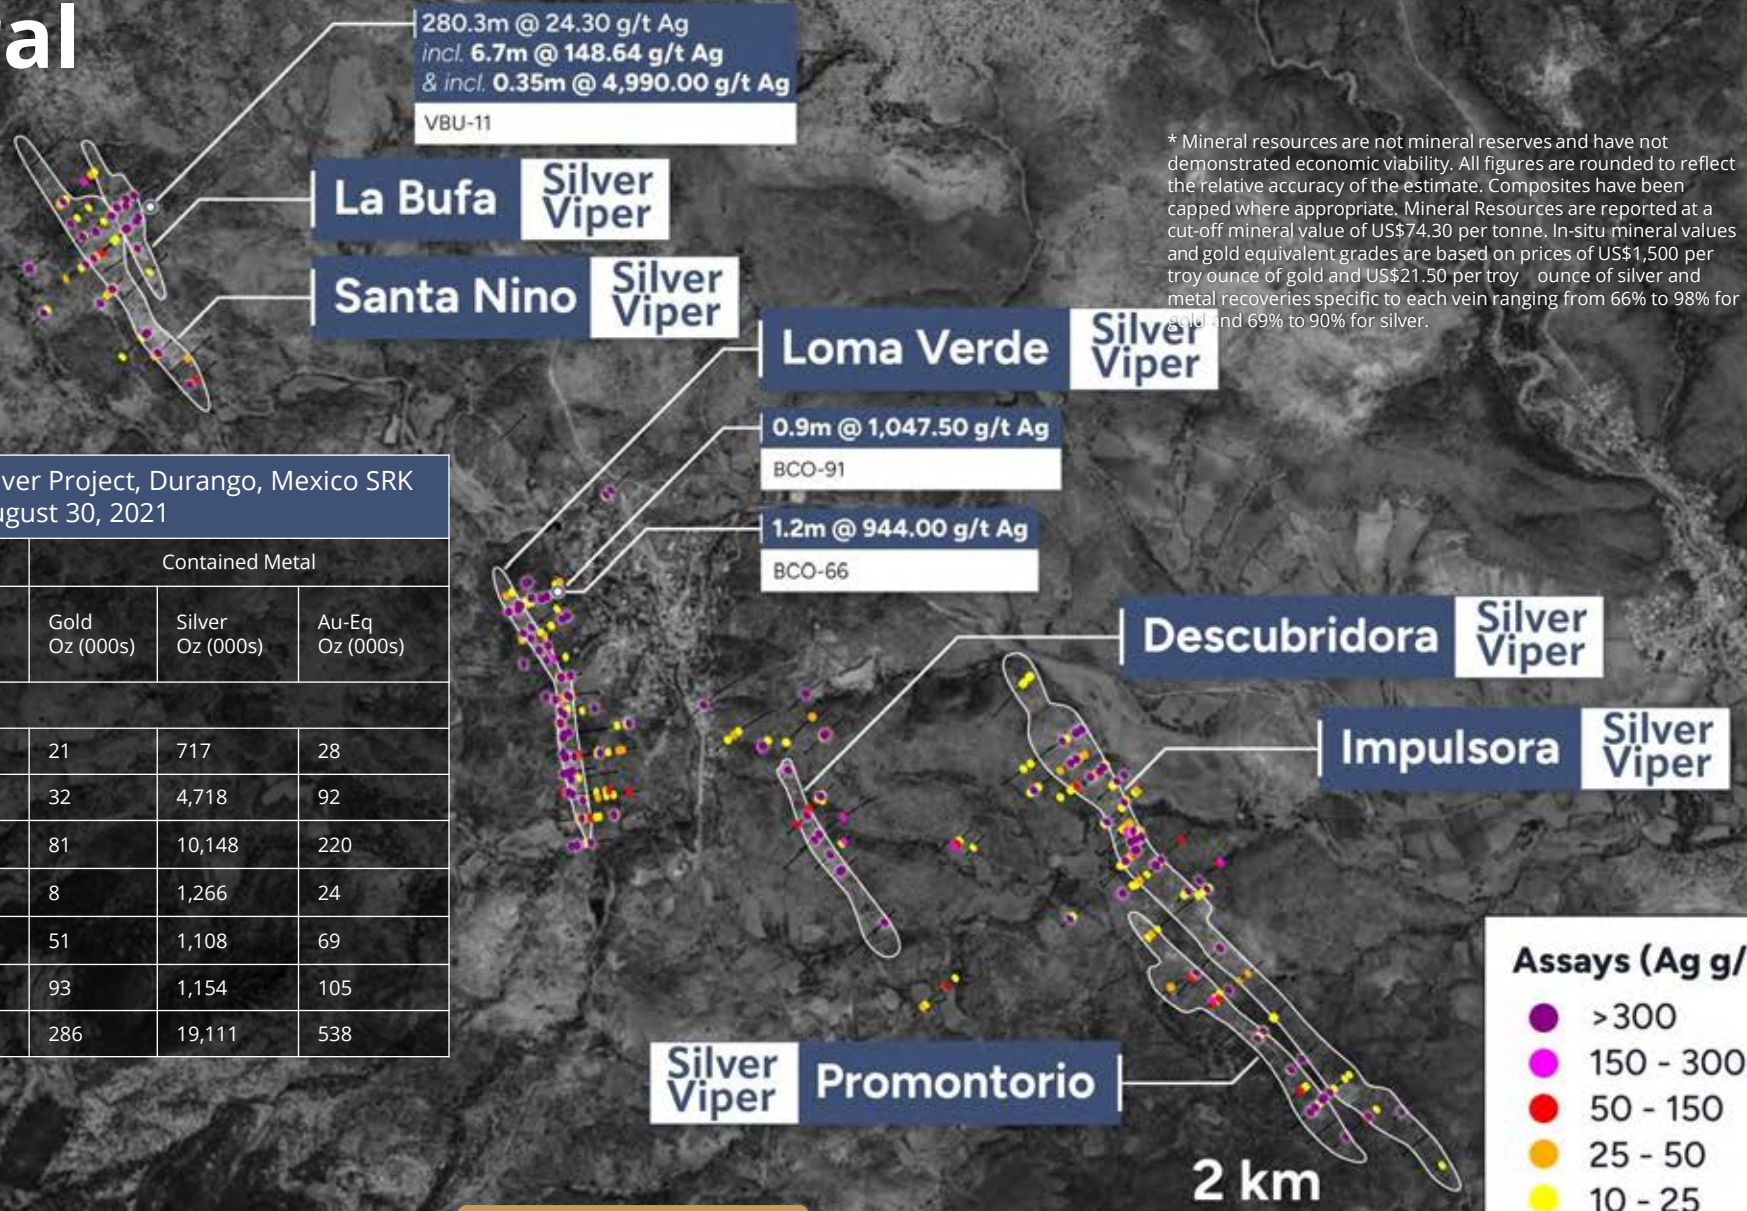 al
280.3m @ 24.30 g/t Ag
incl. 6.7m @ 148.64 g/t Ag
& incl. 0.35m @ 4,990.00 g/t Ag
VBU-11
* Mineral resources are not mineral reserves and have not
demonstrated economic viability. All figures are rounded to reflect
the relative accuracy of the estimate. Composites have been
capped where appropriate. Mineral Resources are reported at a
cut-off mineral value of US$74.30 per tonne. In-situ mineral values
and gold equivalent grades are based on prices of US$1,500 per
troy ounce of gold and US$21.50 per troy ounce of silver and
metal recoveries specific to each vein ranging from 66% to 98% for
gold and 69% to 90% for silver.
La Bufa
Silver
Viper
Santa Nino
Silver
Viper
Loma Verde
Silver
Viper
0.9m @ 1,047.50 g/t Ag
BCO-91
1.2m @ 944.00 g/t Ag
BCO-66
ver Project, Durango, Mexico SRK
ugust 30, 2021
Contained Metal
Gold
Oz (000s)
Silver
Oz (000s)
Au-Eq
Oz (000s)
21 717 28
32 4,718 92
81 10,148 220
8 1,266 24
51 1,108 69
93 1,154 105
286 19,111 538
Descubridora
Silver
Viper
Impulsora
Silver
Viper
Silver
Viper
Promontorio
2 km
Assays (Ag g/
>300
150 - 300
50 - 150
25 - 50
10 - 25